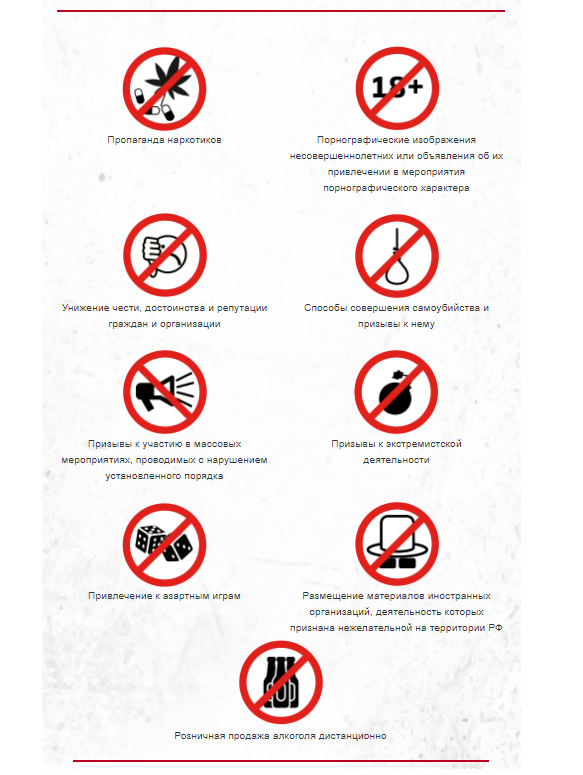 Пропаганда наркотиков
18+
Порнографические изображения
несовершеннолетних или объявления об их
привлечении в мероприятия
порнографического характера
Унижение чести, достоинства и репутации
граждан и организации
Способы совершения самоубийства и
призывы к нему
Призывы к участию в массовых
мероприятиях, проводимых с нарушением
установленного порядка
Призывы к экстремистской
деятельности
Привлечение к азартным играм
Размещение материалов иностранных
организаций, деятельность которых
признана нежелательной на территории РФ
Розничная продажа алкоголя дистанционно